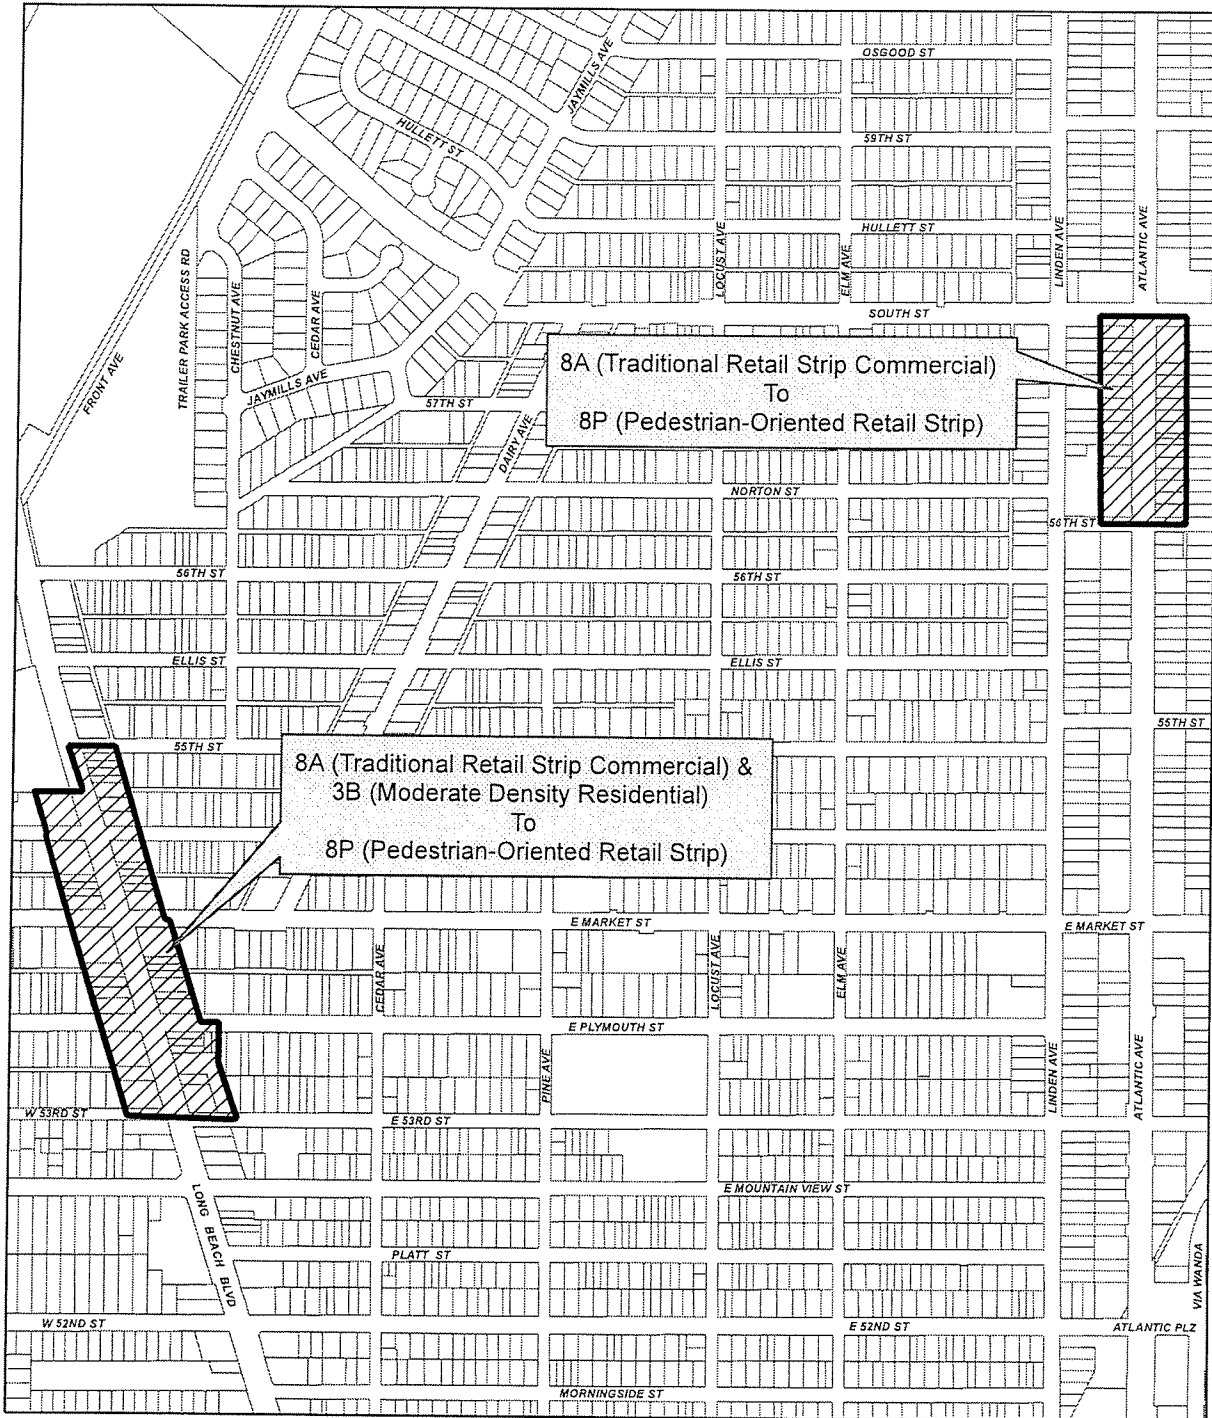 OSGOOD ST
JAYMILLS AVE
HULLETT ST
59TH ST
HULLETT ST
LOCUST AVE
ELM AVE
LINDEN AVE
ATLANTIC AVE
TRAILER PARK ACCESS RD
CHESTNUT AVE
CEDAR AVE
FRONT AVE
SOUTH ST
8A (Traditional Retail Strip Commercial)
To
8P (Pedestrian-Oriented Retail Strip)
JAYMILLS AVE
57TH ST
DAIRY AVE
NORTON ST
56TH ST
56TH ST
56TH ST
ELLIS ST
ELLIS ST
55TH ST
55TH ST
8A (Traditional Retail Strip Commercial) &
3B (Moderate Density Residential)
To
8P (Pedestrian-Oriented Retail Strip)
E MARKET ST
E MARKET ST
CEDAR AVE
LOCUST AVE
ELM AVE
E PLYMOUTH ST
PINE AVE
LINDEN AVE
ATLANTIC AVE
W 53RD ST
E 53RD ST
E MOUNTAIN VIEW ST
LONG BEACH BLVD
PLATT ST
VIA WANDA
W 52ND ST
E 52ND ST
ATLANTIC PLZ
MORNINGSIDE ST